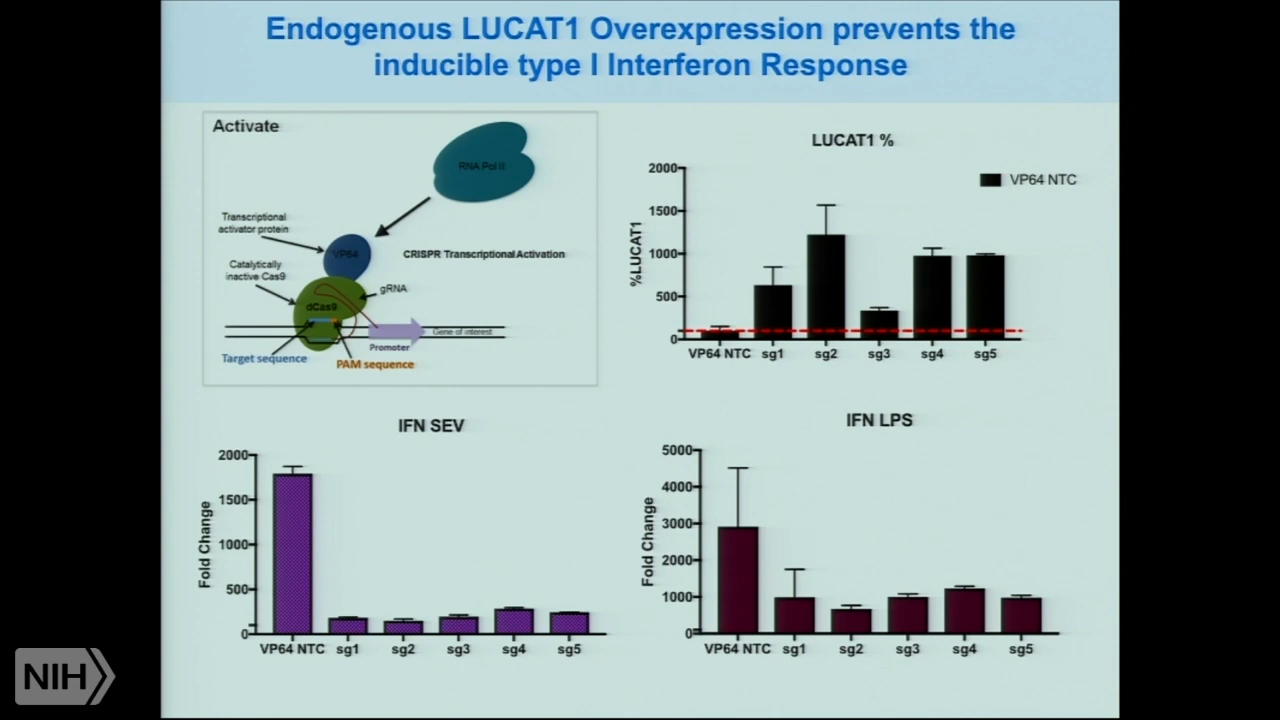 Endogenous LUCAT1 Overexpression prevents the
inducible type I Interferon Response
Activate
RNA Pol II
Transcriptional
activator protein
VP64
CRISPR Transcriptional Activation
Catalytically
inactive Cas9
gRNA
dCas9
Gene of interest
Promoter
Target sequence
PAM sequence
LUCAT1 %
VP64 NTC
%LUCAT1
2000
1500
1000
500
0
VP64 NTC sg1 sg2 sg3 sg4 sg5
IFN SEV
Fold Change
2000
1500
1000
500
0
VP64 NTC sg1 sg2 sg3 sg4 sg5
IFN LPS
Fold Change
5000
4000
3000
2000
1000
0
VP64 NTC sg1 sg2 sg3 sg4 sg5
NIH